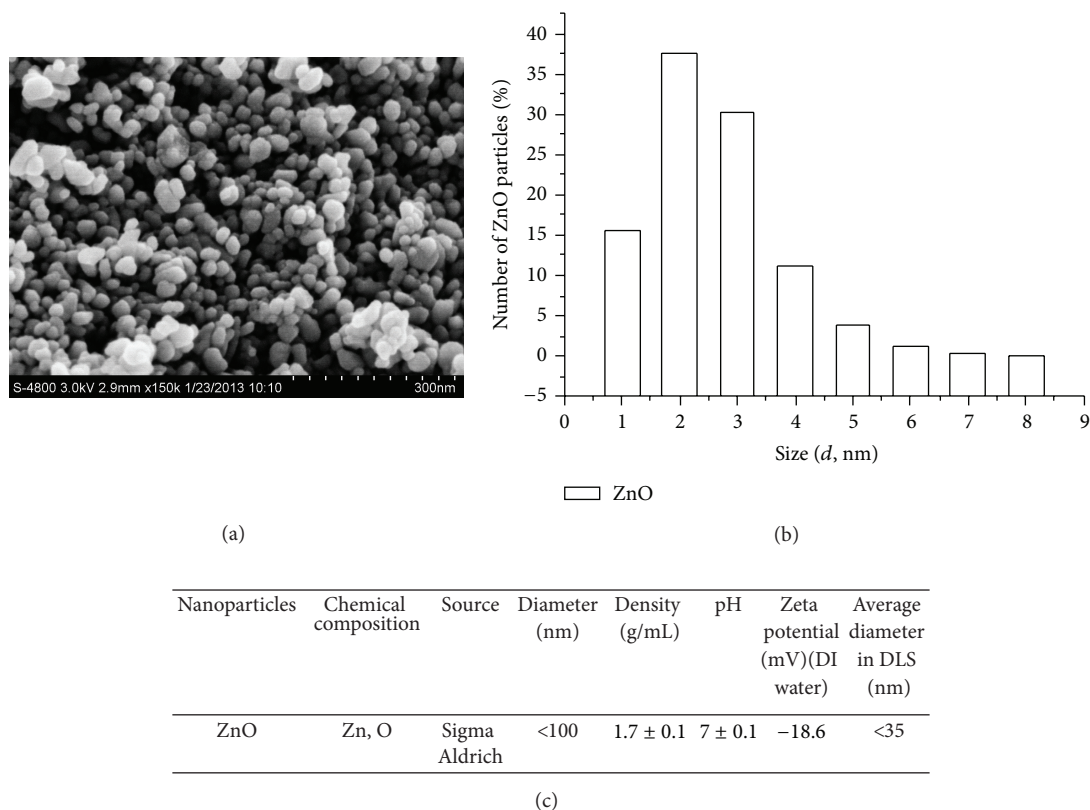 S-4800 3.0kV 2.9mm x150k 1/23/2013 10:10
300nm
(a)
Number of ZnO particles (%)
40
35
30
25
20
15
10
5
0
−5
0 1 2 3 4 5 6 7 8 9
Size (d, nm)
ZnO
(b)
Nanoparticles Chemical Source Diameter Density pH Zeta Average
composition (nm) (g/mL) potential diameter
(mV)(DI in DLS
water) (nm)
ZnO Zn, O Sigma <100 1.7 ± 0.1 7 ± 0.1 −18.6 <35
Aldrich
(c)